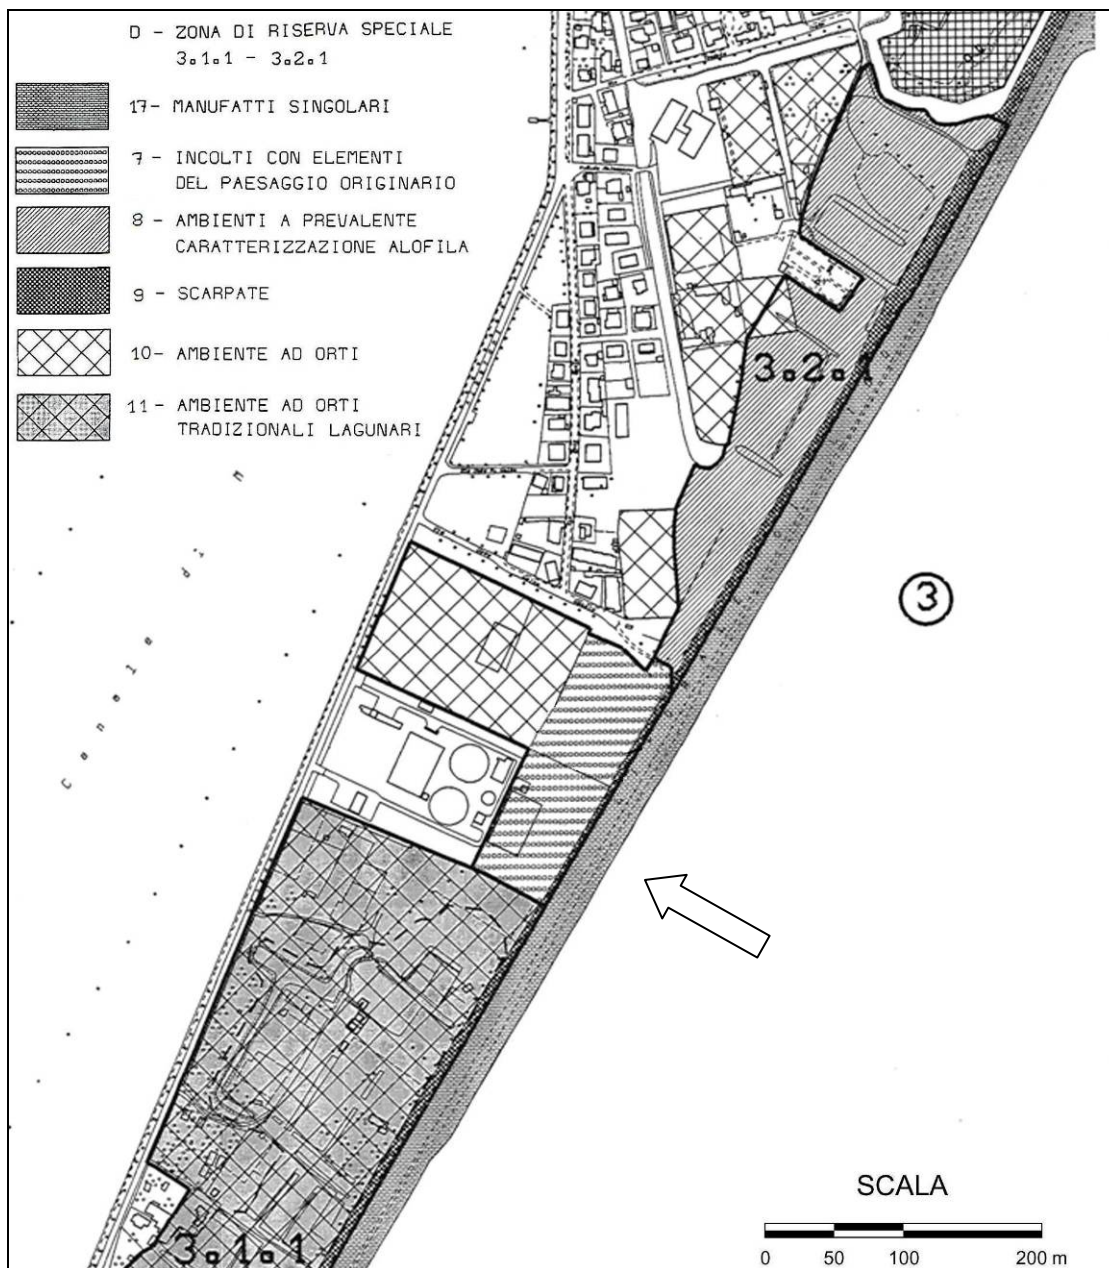 D - ZONA DI RISERVA SPECIALE
3.1.1 - 3.2.1
17- MANUFATTI SINGOLARI
7 - INCOLTI CON ELEMENTI
DEL PAESAGGIO ORIGINARIO
8 - AMBIENTI A PREVALENTE
CARATTERIZZAZIONE ALOFILA
9 - SCARPATE
10- AMBIENTE AD ORTI
11- AMBIENTE AD ORTI
TRADIZIONALI LAGUNARI
3.2.1
3
Canale di
3.1.1
SCALA
0 50 100 200 m